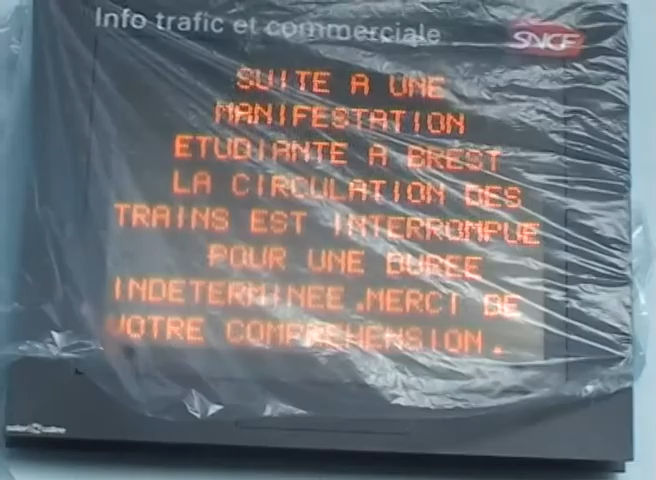 Info trafic et commerciale
SNCF
SUITE A UNE
MANIFESTATION
ETUDIANTE A BREST
LA CIRCULATION DES
TRAINS EST INTERROMPUE
POUR UNE DUREE
INDETERMINEE.MERCI DE
VOTRE COMPREHENSION.